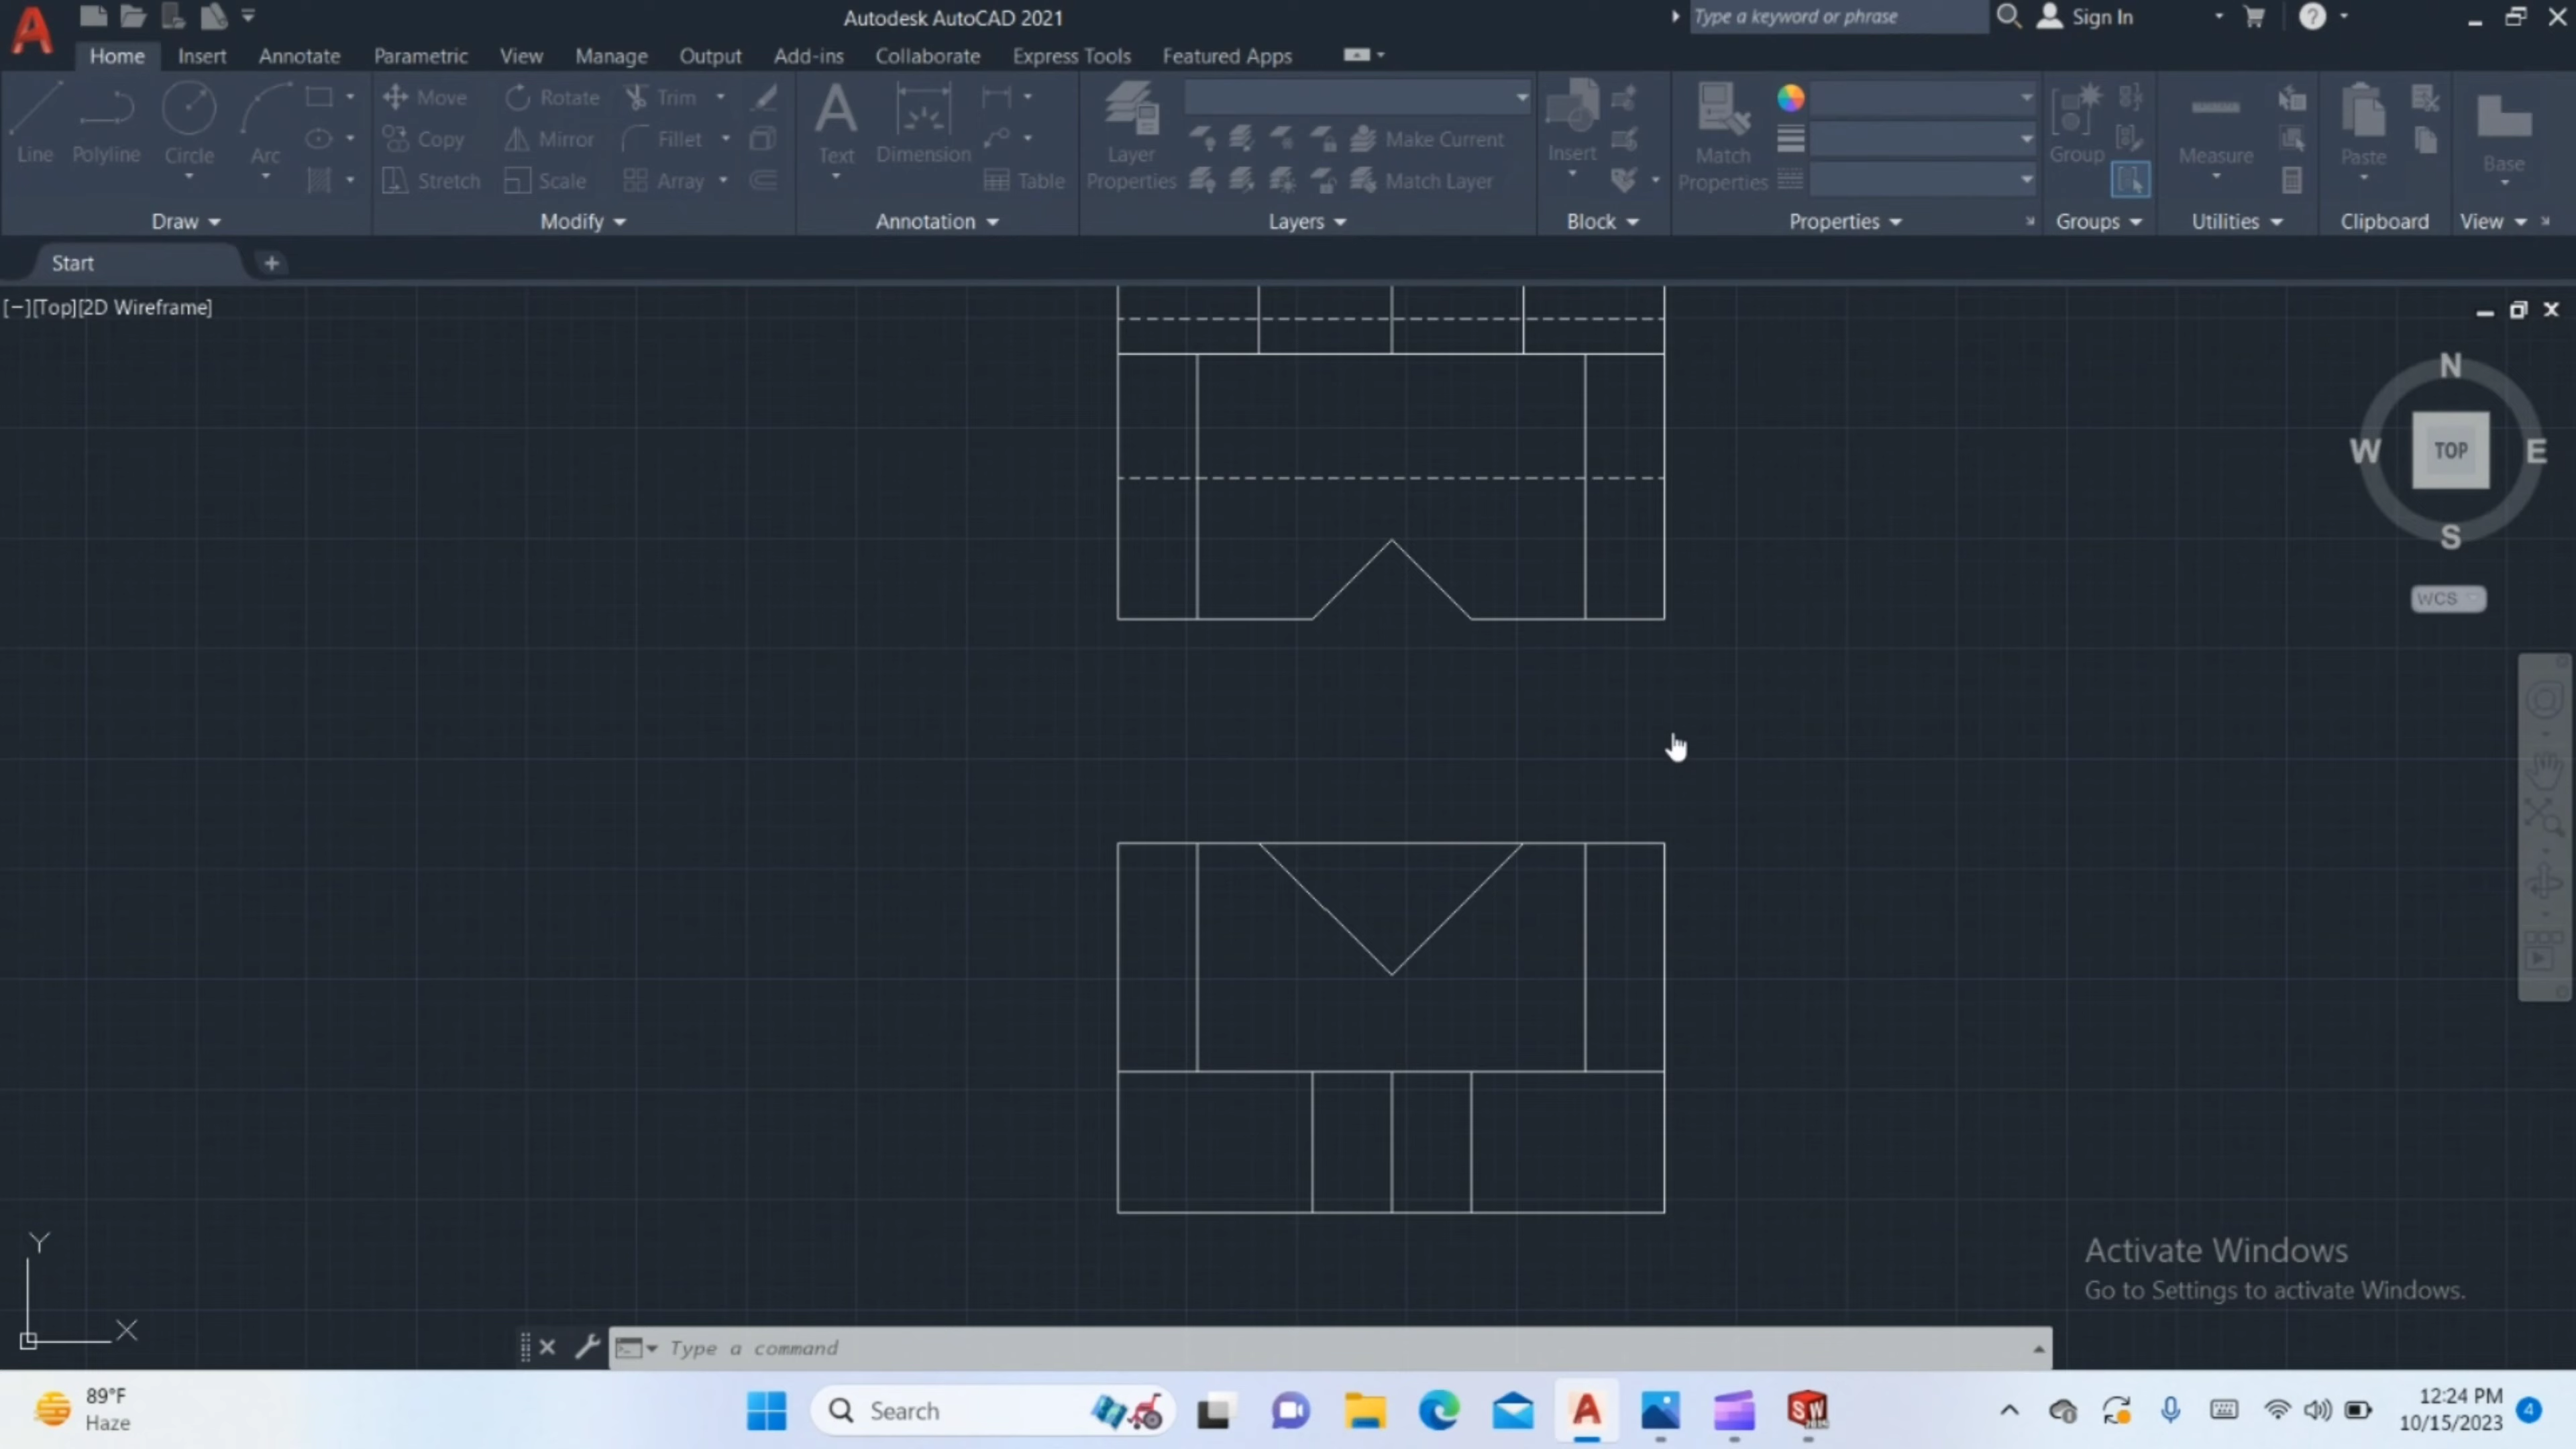 Autodesk AutoCAD 2021
Type a keyword or phrase
Sign In
Home Insert Annotate Parametric View Manage Output Add-ins Collaborate Express Tools Featured Apps
Line Polyline Circle Arc
Draw
Move Rotate Trim
Copy Mirror Fillet
Stretch Scale Array
Modify
Text Dimension
Table
Annotation
Layer Properties
Make Current
Match Layer
Layers
Insert
Block
Match Properties
Properties
Group
Groups
Measure
Utilities
Paste
Clipboard
Base
View
Start
[−][Top][2D Wireframe]
N
W TOP E
S
WCS
Y
X
Activate Windows
Go to Settings to activate Windows.
Type a command
89°F
Haze
Search
SW
12:24 PM
10/15/2023
4